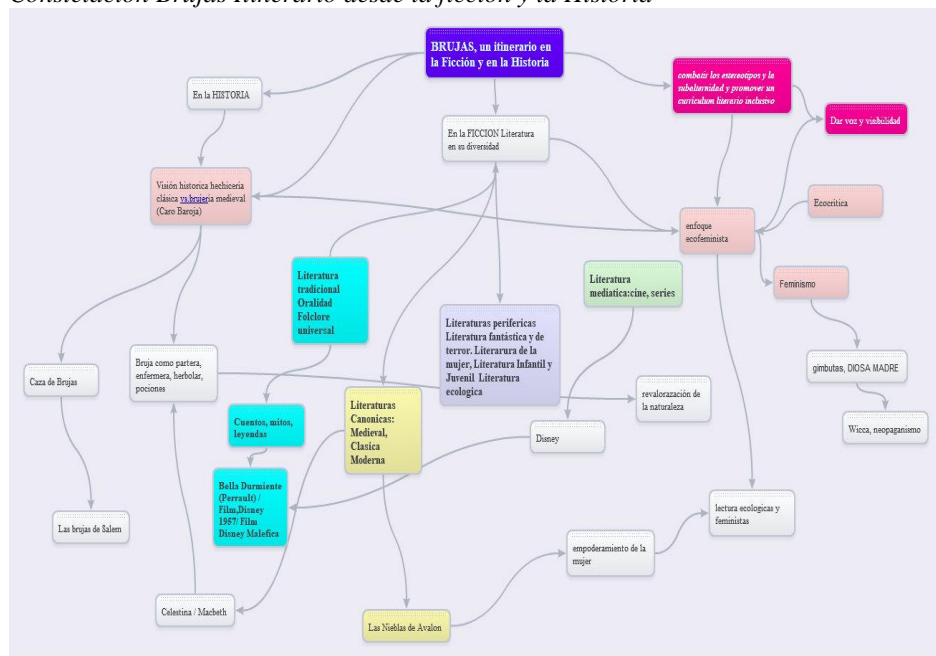 Constelación Brujas Itinerario desde la ficción y la Historia
BRUJAS, un itinerario en
la Ficción y en la Historia
combatir los estereotipos y la
subalternidad y promover un
curriculum literario inclusivo
En la HISTORIA
Dar voz y visibilidad
En la FICCION Literatura
en su diversidad
Visión historica hechiceria
clásica vs.brujeria medieval
(Caro Baroja)
Ecocritica
enfoque
ecofeminista
Literatura
tradicional
Oralidad
Folclore
universal
Literatura
mediatica:cine, series
Feminismo
Literaturas perifericas
Literatura fantástica y de
terror. Literarura de la
mujer, Literatura Infantil y
Juvenil Literatura
ecologica
Caza de Brujas
Bruja como partera,
enfermera, herbolar,
pociones
gimbutas, DIOSA MADRE
revalorazación de
la naturaleza
Literaturas
Canonicas:
Medieval,
Clasica
Moderna
Cuentos, mitos,
leyendas
Wicca, neopaganismo
Disney
Bella Durmiente
(Perrault) /
Film,Disney
1957/ Film
Disney Malefica
lectura ecologicas y
feministas
Las brujas de Salem
empoderamiento de la
mujer
Celestina / Macbeth
Las Nieblas de Avalon